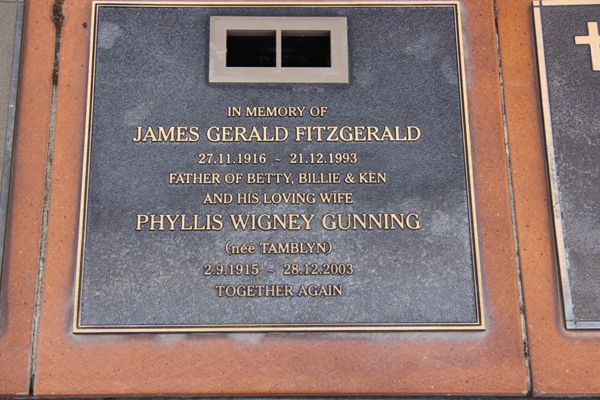 IN MEMORY OF
JAMES GERALD FITZGERALD
27.11.1916 ~ 21.12.1993
FATHER OF BETTY, BILLIE & KEN
AND HIS LOVING WIFE
PHYLLIS WIGNEY GUNNING
(née TAMBLYN)
2.9.1915 ~ 28.12.2003
TOGETHER AGAIN